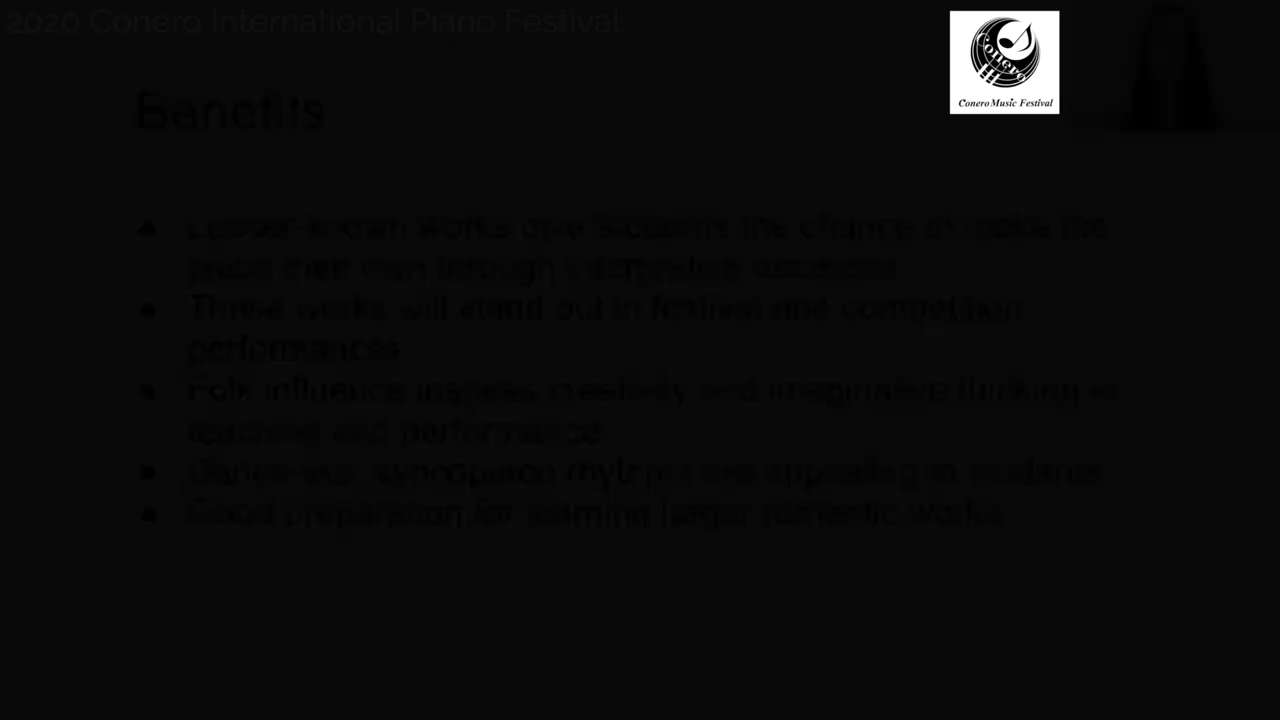 2020 Conero International Piano Festival
Conero
Conero Music Festival
Benefits
Lesser-known works give students the chance to make the
piece their own through interpretive decisions
These works will stand out in festival and competition
performances
Folk influence inspires creativity and imaginative thinking in
teaching and performance
Dance-like, syncopated rhythms are appealing to students
Good preparation for learning larger romantic works